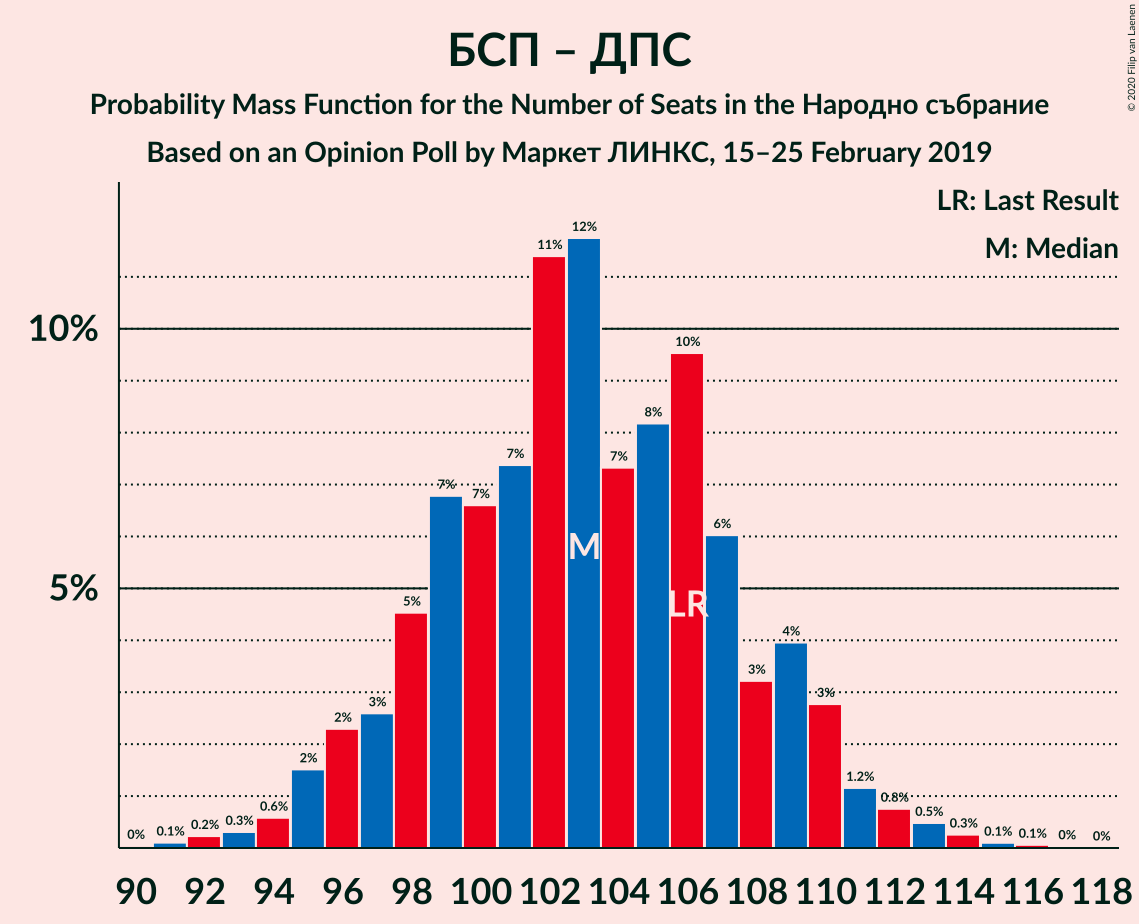 БСП – ДПС
Probability Mass Function for the Number of Seats in the Народно събрание
Based on an Opinion Poll by Маркет ЛИНКС, 15–25 February 2019
© 2020 Filip van Laenen
LR: Last Result
M: Median
10%
5%
0% 0.1% 0.2% 0.3% 0.6% 2% 2% 3% 5% 7% 7% 7% 11% 12% 7% 8% 10% 6% 3% 4% 3% 1.2% 0.8% 0.5% 0.3% 0.1% 0.1% 0% 0%
M
LR
90 92 94 96 98 100 102 104 106 108 110 112 114 116 118